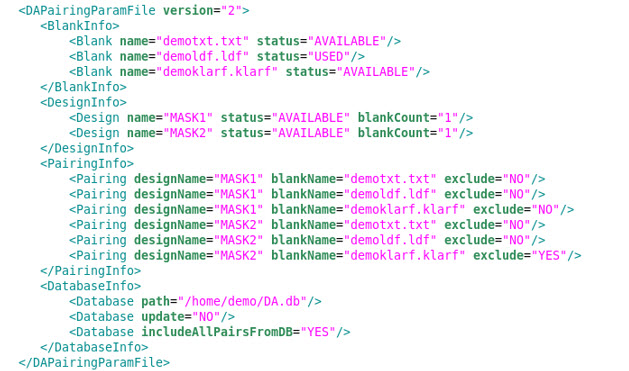 <DAPairingParamFile version="2">
<BlankInfo>
<Blank name="demotxt.txt" status="AVAILABLE"/>
<Blank name="demoldf.ldf" status="USED"/>
<Blank name="demoklarf.klarf" status="AVAILABLE"/>
</BlankInfo>
<DesignInfo>
<Design name="MASK1" status="AVAILABLE" blankCount="1"/>
<Design name="MASK2" status="AVAILABLE" blankCount="1"/>
</DesignInfo>
<PairingInfo>
<Pairing designName="MASK1" blankName="demotxt.txt" exclude="NO"/>
<Pairing designName="MASK1" blankName="demoldf.ldf" exclude="NO"/>
<Pairing designName="MASK1" blankName="demoklarf.klarf" exclude="NO"/>
<Pairing designName="MASK2" blankName="demotxt.txt" exclude="NO"/>
<Pairing designName="MASK2" blankName="demoldf.ldf" exclude="NO"/>
<Pairing designName="MASK2" blankName="demoklarf.klarf" exclude="YES"/>
</PairingInfo>
<DatabaseInfo>
<Database path="/home/demo/DA.db"/>
<Database update="NO"/>
<Database includeAllPairsFromDB="YES"/>
</DatabaseInfo>
</DAPairingParamFile>